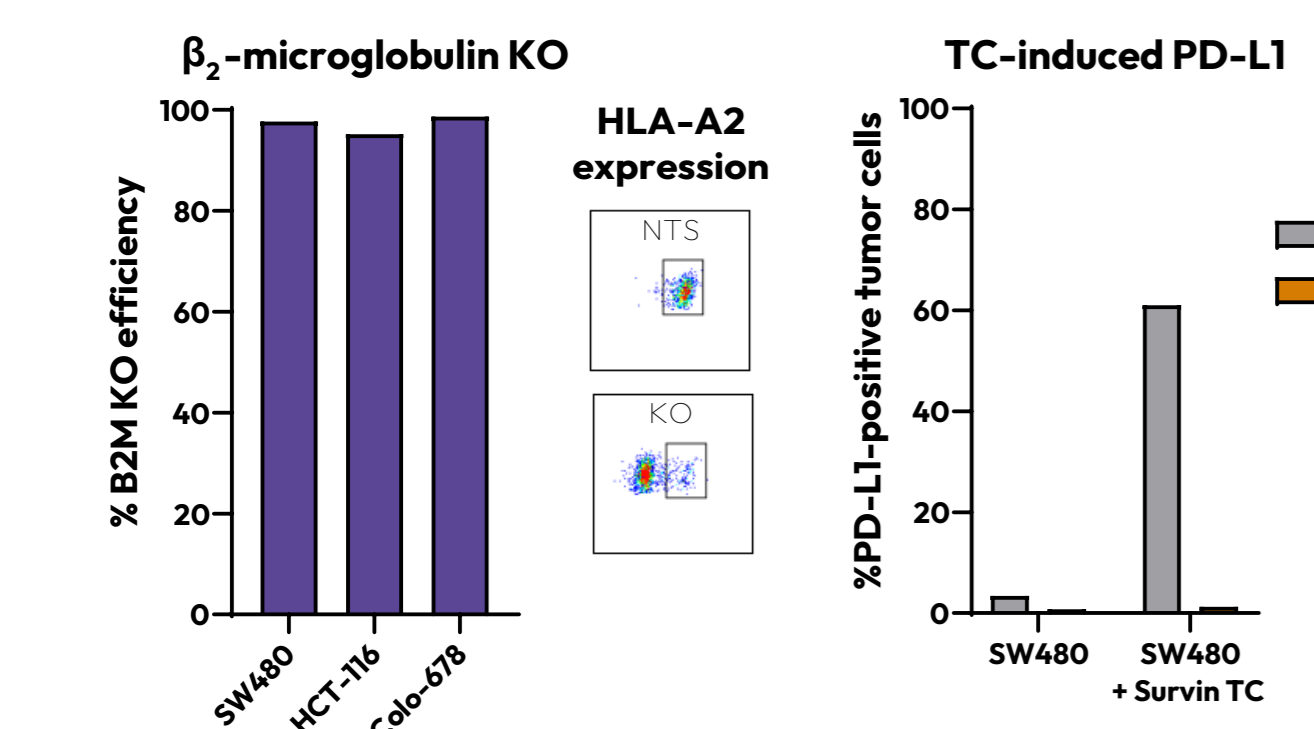 β2-microglobulin KO
% B2M KO efficiency
100
80
60
40
20
0
SW480
HCT-116
Colo-678
HLA-A2
expression
NTS
KO
TC-induced PD-L1
%PD-L1-positive tumor cells
100
80
60
40
20
0
SW480
SW480
+ Survin TC